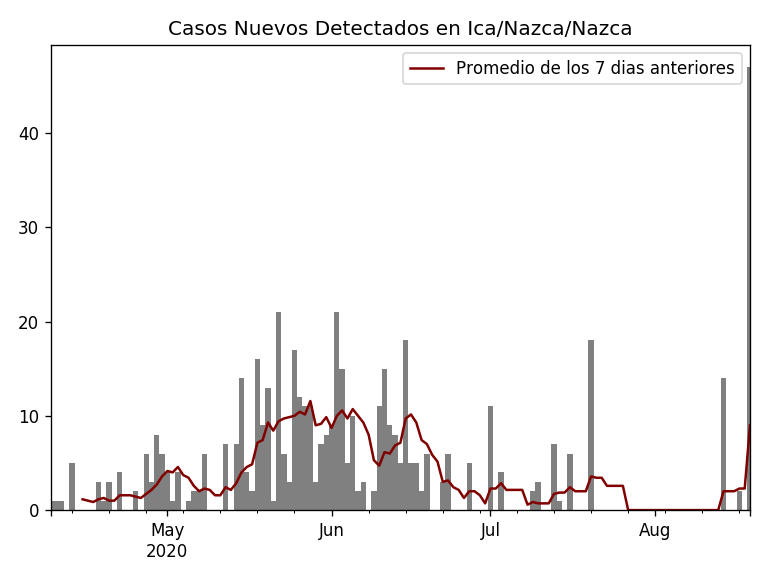 Casos Nuevos Detectados en Ica/Nazca/Nazca
Promedio de los 7 dias anteriores
40
30
20
10
0
May Jun Jul Aug
2020